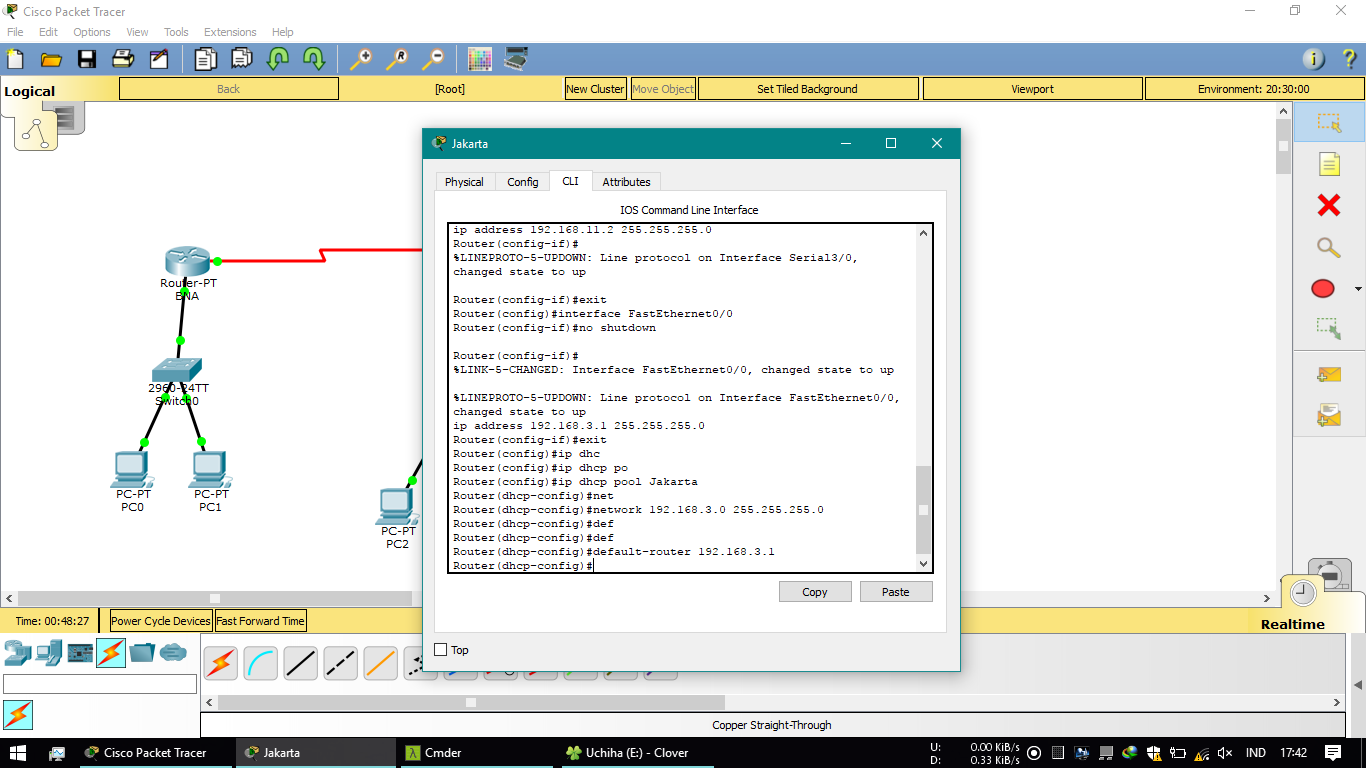 Cisco Packet Tracer
File Edit Options View Tools Extensions Help
Logical
Back
[Root]
New Cluster
Move Object
Set Tiled Background
Viewport
Environment: 20:30:00
Router-PT
BNA
2960-24TT
Switch0
PC-PT
PC0
PC-PT
PC1
PC-PT
PC2
Jakarta
Physical Config CLI Attributes
IOS Command Line Interface
ip address 192.168.11.2 255.255.255.0
Router(config-if)#
%LINEPROTO-5-UPDOWN: Line protocol on Interface Serial3/0,
changed state to up
Router(config-if)#exit
Router(config)#interface FastEthernet0/0
Router(config-if)#no shutdown
Router(config-if)#
%LINK-5-CHANGED: Interface FastEthernet0/0, changed state to up
%LINEPROTO-5-UPDOWN: Line protocol on Interface FastEthernet0/0,
changed state to up
ip address 192.168.3.1 255.255.255.0
Router(config-if)#exit
Router(config)#ip dhc
Router(config)#ip dhcp po
Router(config)#ip dhcp pool Jakarta
Router(dhcp-config)#net
Router(dhcp-config)#network 192.168.3.0 255.255.255.0
Router(dhcp-config)#def
Router(dhcp-config)#def
Router(dhcp-config)#default-router 192.168.3.1
Router(dhcp-config)#
Copy
Paste
Top
Time: 00:48:27
Power Cycle Devices
Fast Forward Time
Realtime
Copper Straight-Through
Cisco Packet Tracer
Jakarta
Cmder
Uchiha (E:) - Clover
U: 0.00 KiB/s
D: 0.33 KiB/s
IND
17:42